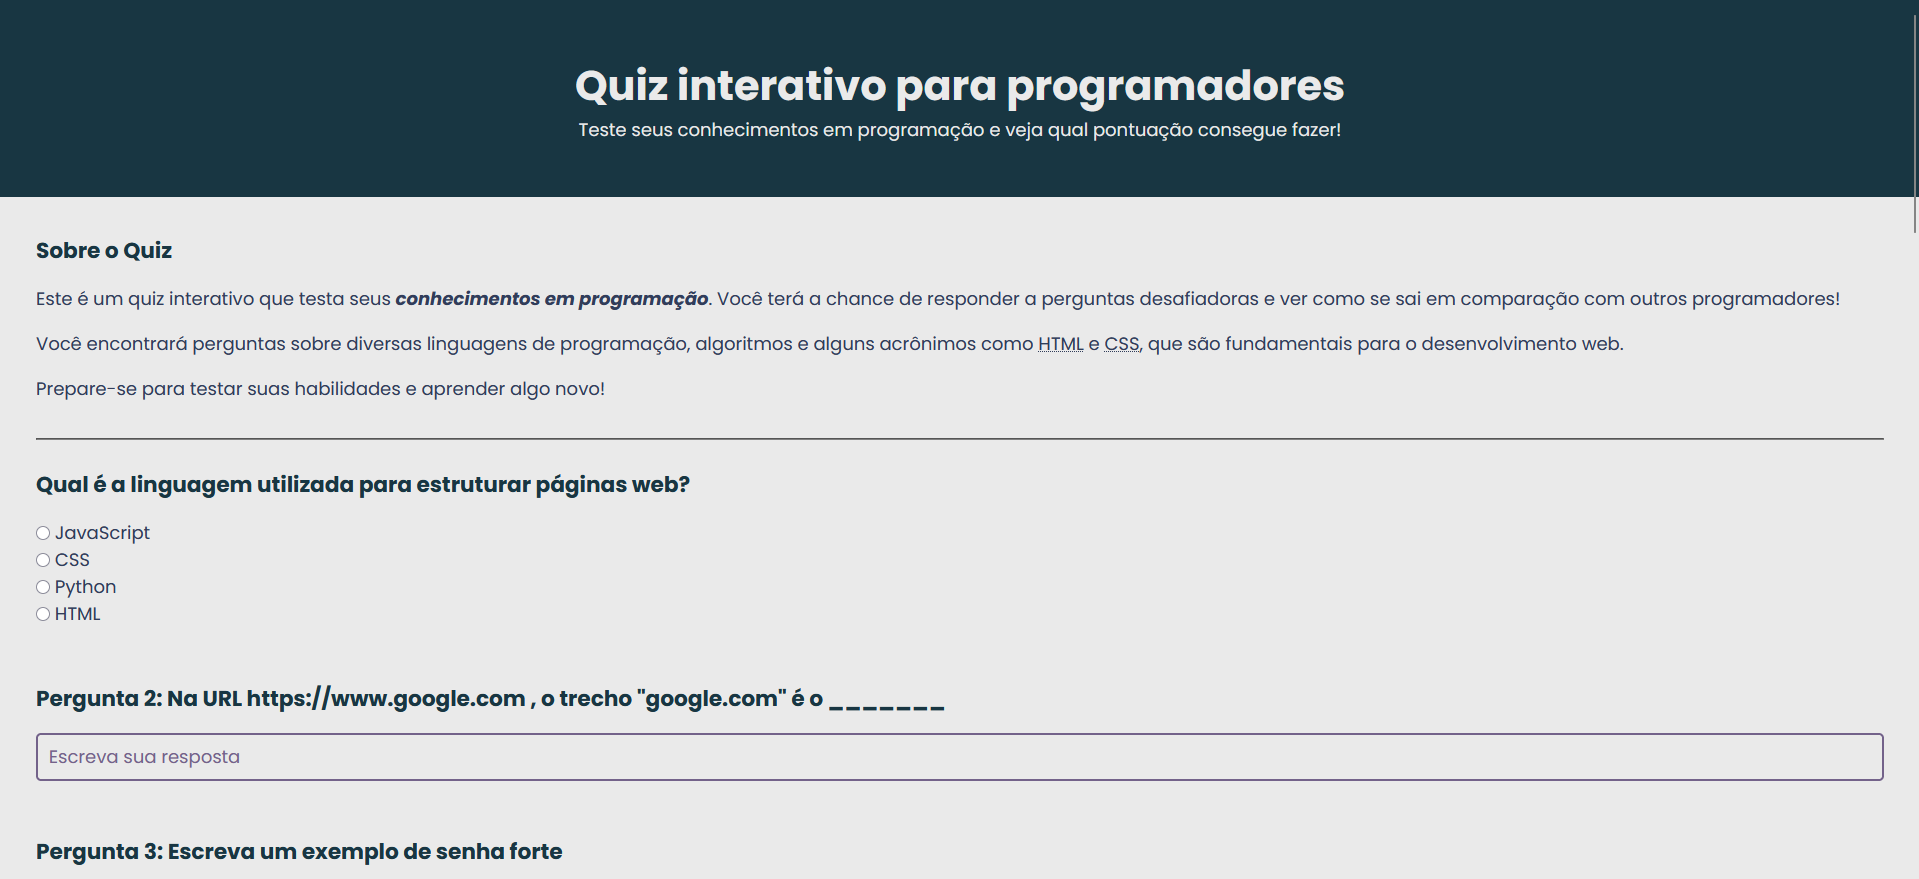 Quiz interativo para programadores
Teste seus conhecimentos em programação e veja qual pontuação consegue fazer!
Sobre o Quiz
Este é um quiz interativo que testa seus conhecimentos em programação. Você terá a chance de responder a perguntas desafiadoras e ver como se sai em comparação com outros programadores!
Você encontrará perguntas sobre diversas linguagens de programação, algoritmos e alguns acrônimos como HTML e CSS, que são fundamentais para o desenvolvimento web.
Prepare-se para testar suas habilidades e aprender algo novo!
Qual é a linguagem utilizada para estruturar páginas web?
JavaScript
CSS
Python
HTML
Pergunta 2: Na URL https://www.google.com , o trecho "google.com" é o _______
Escreva sua resposta
Pergunta 3: Escreva um exemplo de senha forte